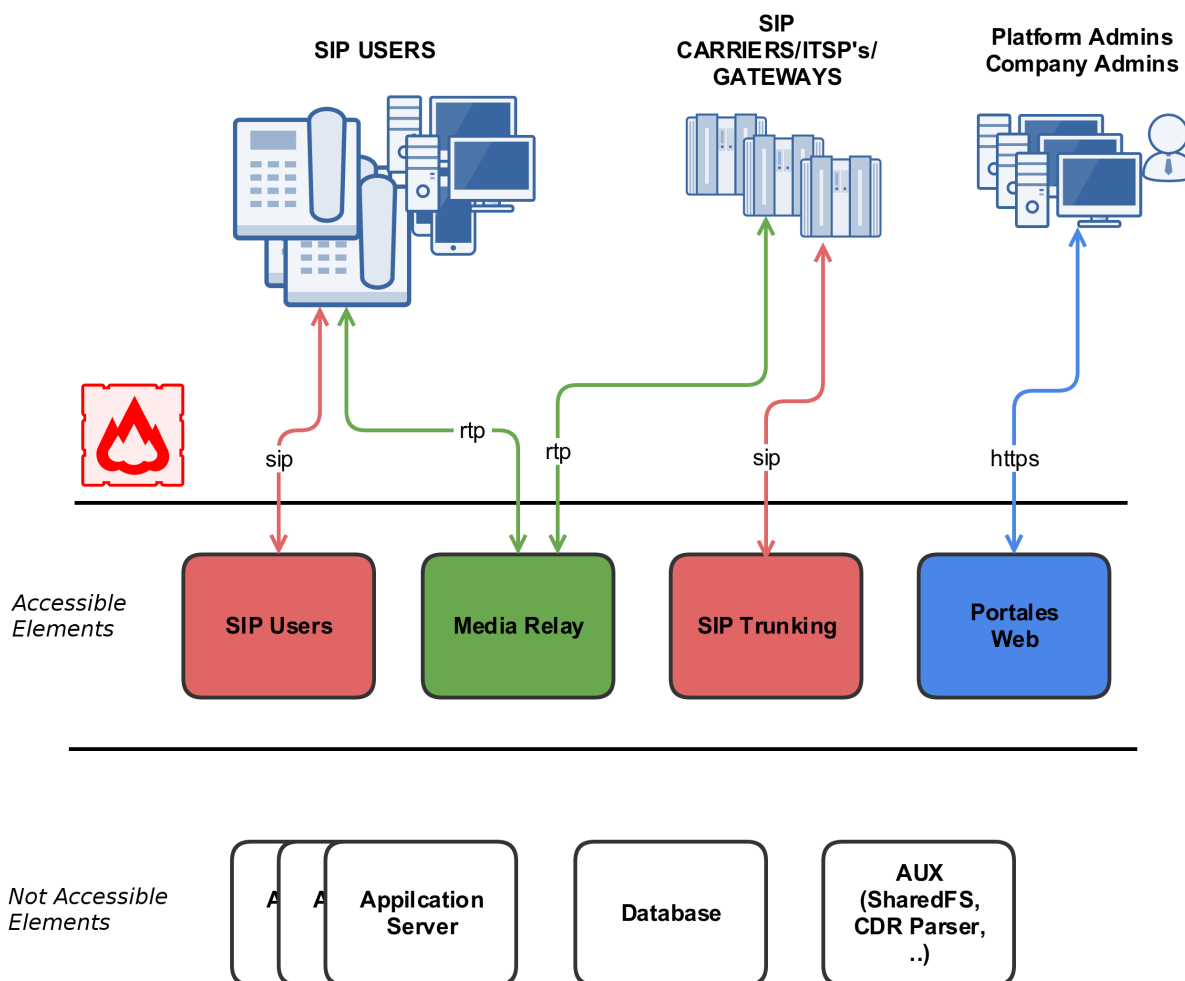 SIP USERS
SIP
CARRIERS/ITSP's/
GATEWAYS
Platform Admins
Company Admins
sip
rtp
rtp
sip
https
Accessible
Elements
SIP Users
Media Relay
SIP Trunking
Portales
Web
Not Accessible
Elements
A
A
Appilcation
Server
Database
AUX
(SharedFS,
CDR Parser,
..)